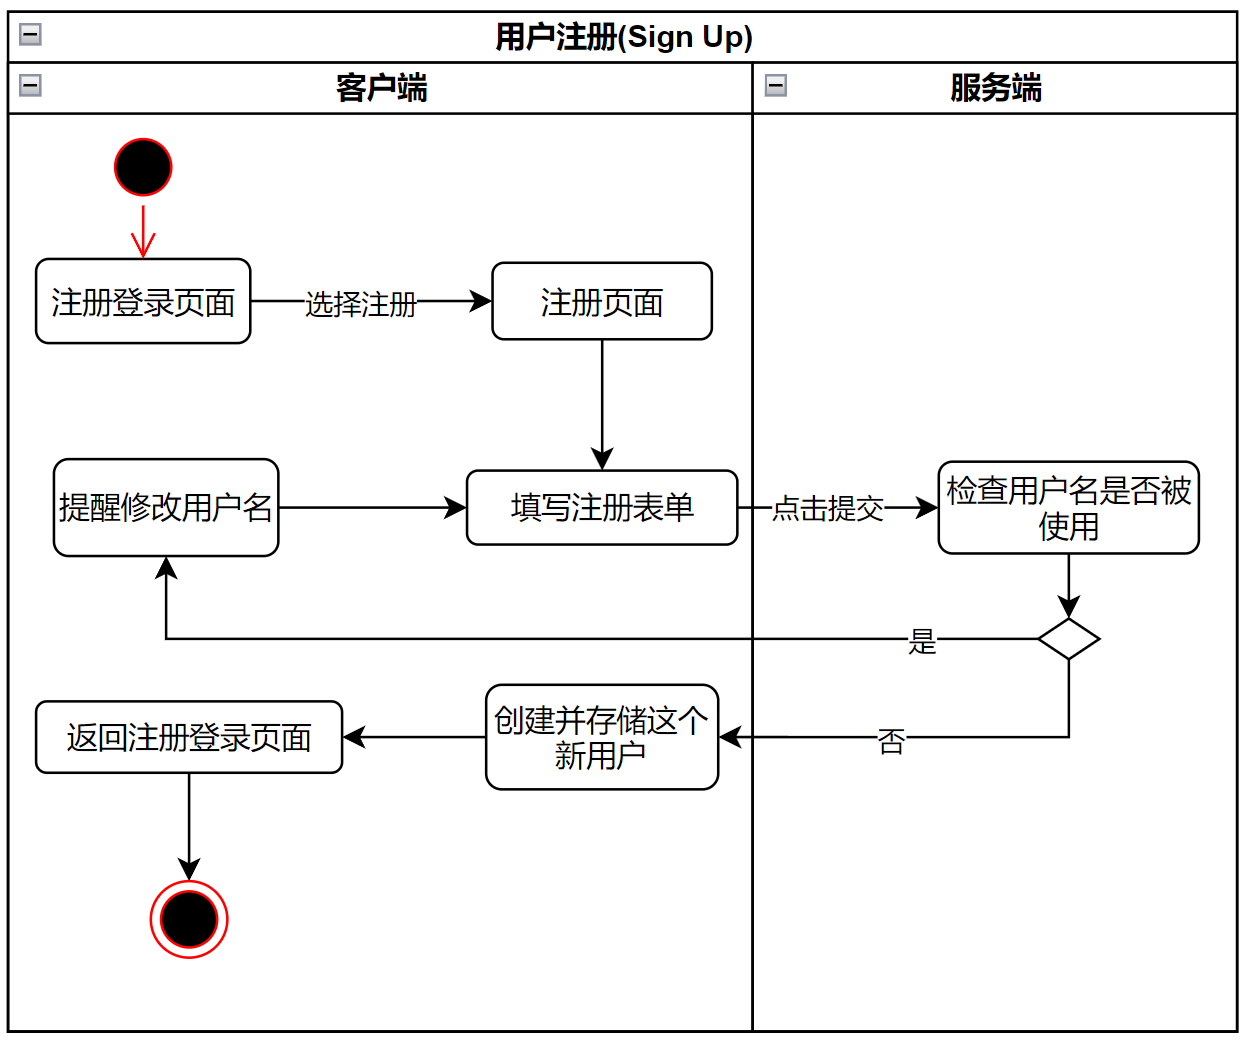 用户注册(Sign Up)
客户端
服务端
注册登录页面
选择注册
注册页面
提醒修改用户名
填写注册表单
点击提交
检查用户名是否被
使用
是
返回注册登录页面
创建并存储这个
新用户
否